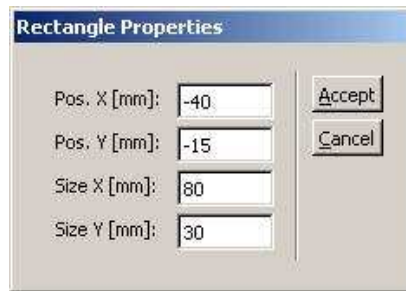 Rectangle Properties
Pos. X [mm]: -40
Accept
Pos. Y [mm]: -15
Cancel
Size X [mm]: 80
Size Y [mm]: 30